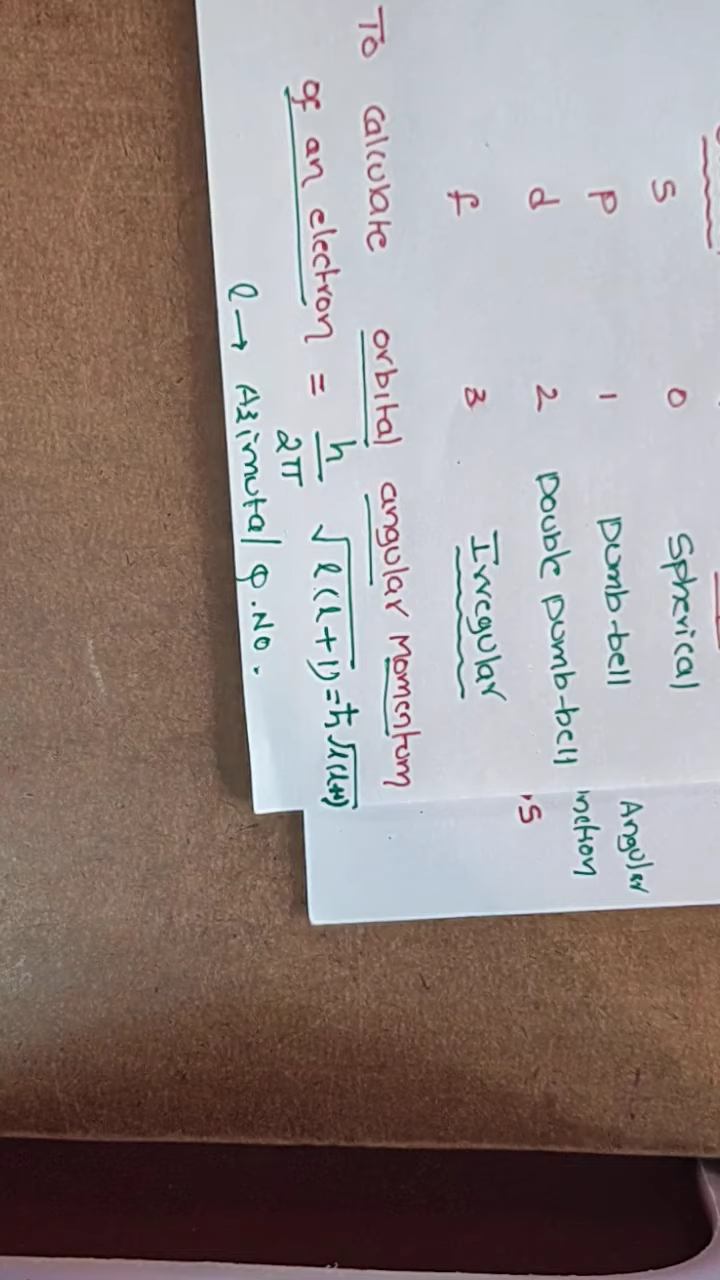 S 0 Spherical
P 1 Dumb-bell
d 2 Double Dumb-bell
f 3 Irregular
To calculate orbital angular Momentum
of an electron = h/2π √l(l+1) = ħ√l(l+1)
l → Azimutal Q.No.
Angular
nction
's